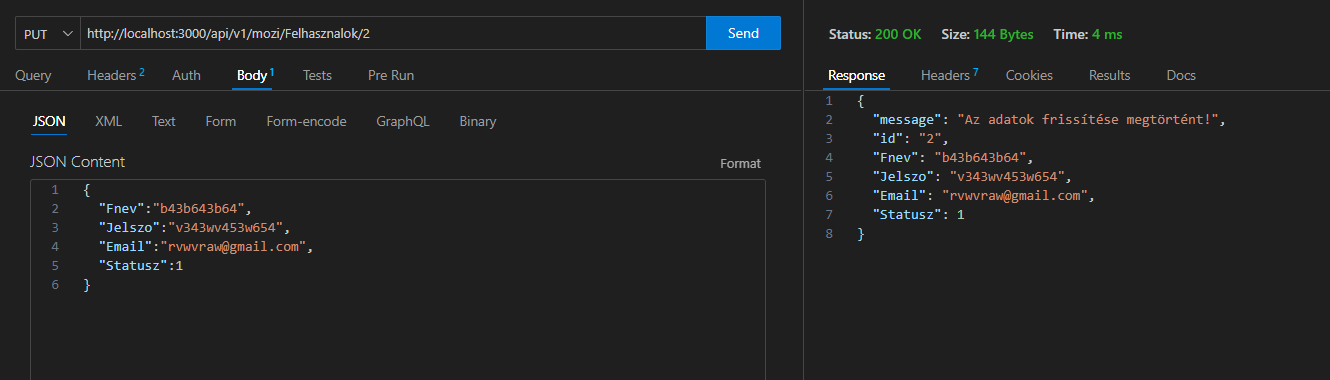 PUT http://localhost:3000/api/v1/mozi/Felhasznalok/2 Send
Query Headers 2 Auth Body 1 Tests Pre Run
JSON XML Text Form Form-encode GraphQL Binary
JSON Content Format
1 {
2 "Fnev":"b43b643b64",
3 "Jelszo":"v343wv453w654",
4 "Email":"rvwvraw@gmail.com",
5 "Statusz":1
6 }
Status: 200 OK Size: 144 Bytes Time: 4 ms
Response Headers 7 Cookies Results Docs
1 {
2 "message": "Az adatok frissítése megtörtént!",
3 "id": "2",
4 "Fnev": "b43b643b64",
5 "Jelszo": "v343wv453w654",
6 "Email": "rvwvraw@gmail.com",
7 "Statusz": 1
8 }